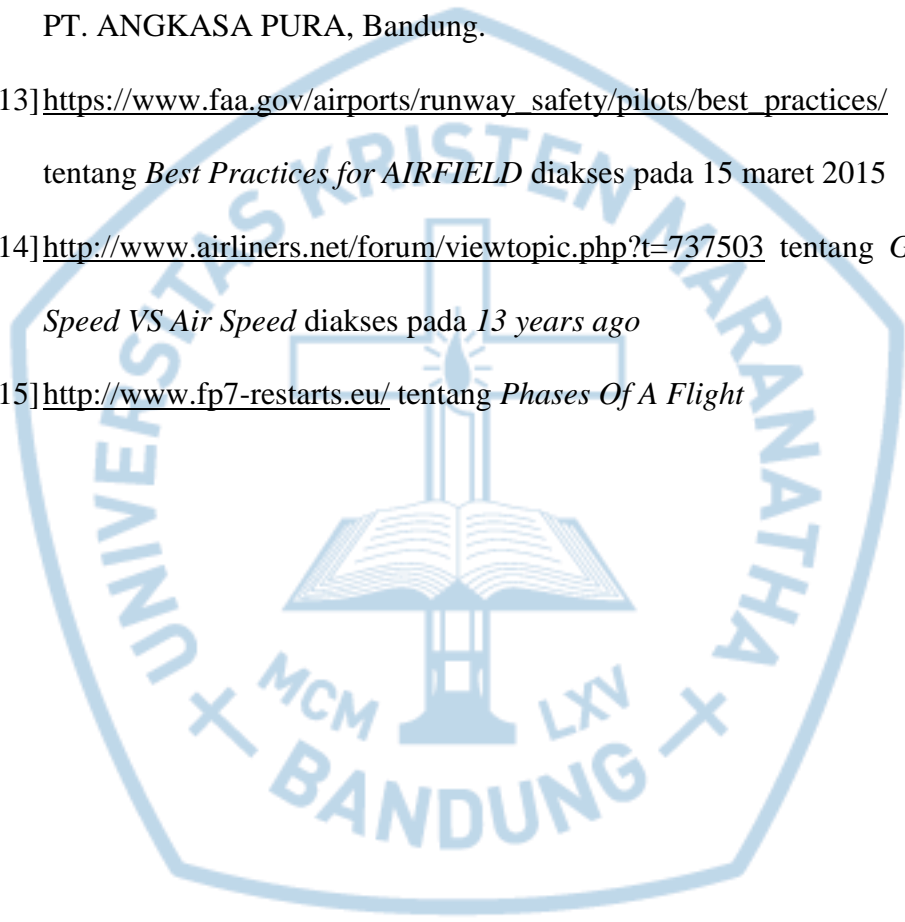 PT. ANGKASA PURA, Bandung.
13]https://www.faa.gov/airports/runway_safety/pilots/best_practices/
tentang Best Practices for AIRFIELD diakses pada 15 maret 2015
14]http://www.airliners.net/forum/viewtopic.php?t=737503 tentang G
Speed VS Air Speed diakses pada 13 years ago
15]http://www.fp7-restarts.eu/ tentang Phases Of A Flight
UNIVERSITAS KRISTEN MARANATHA
MCM LXV
BANDUNG